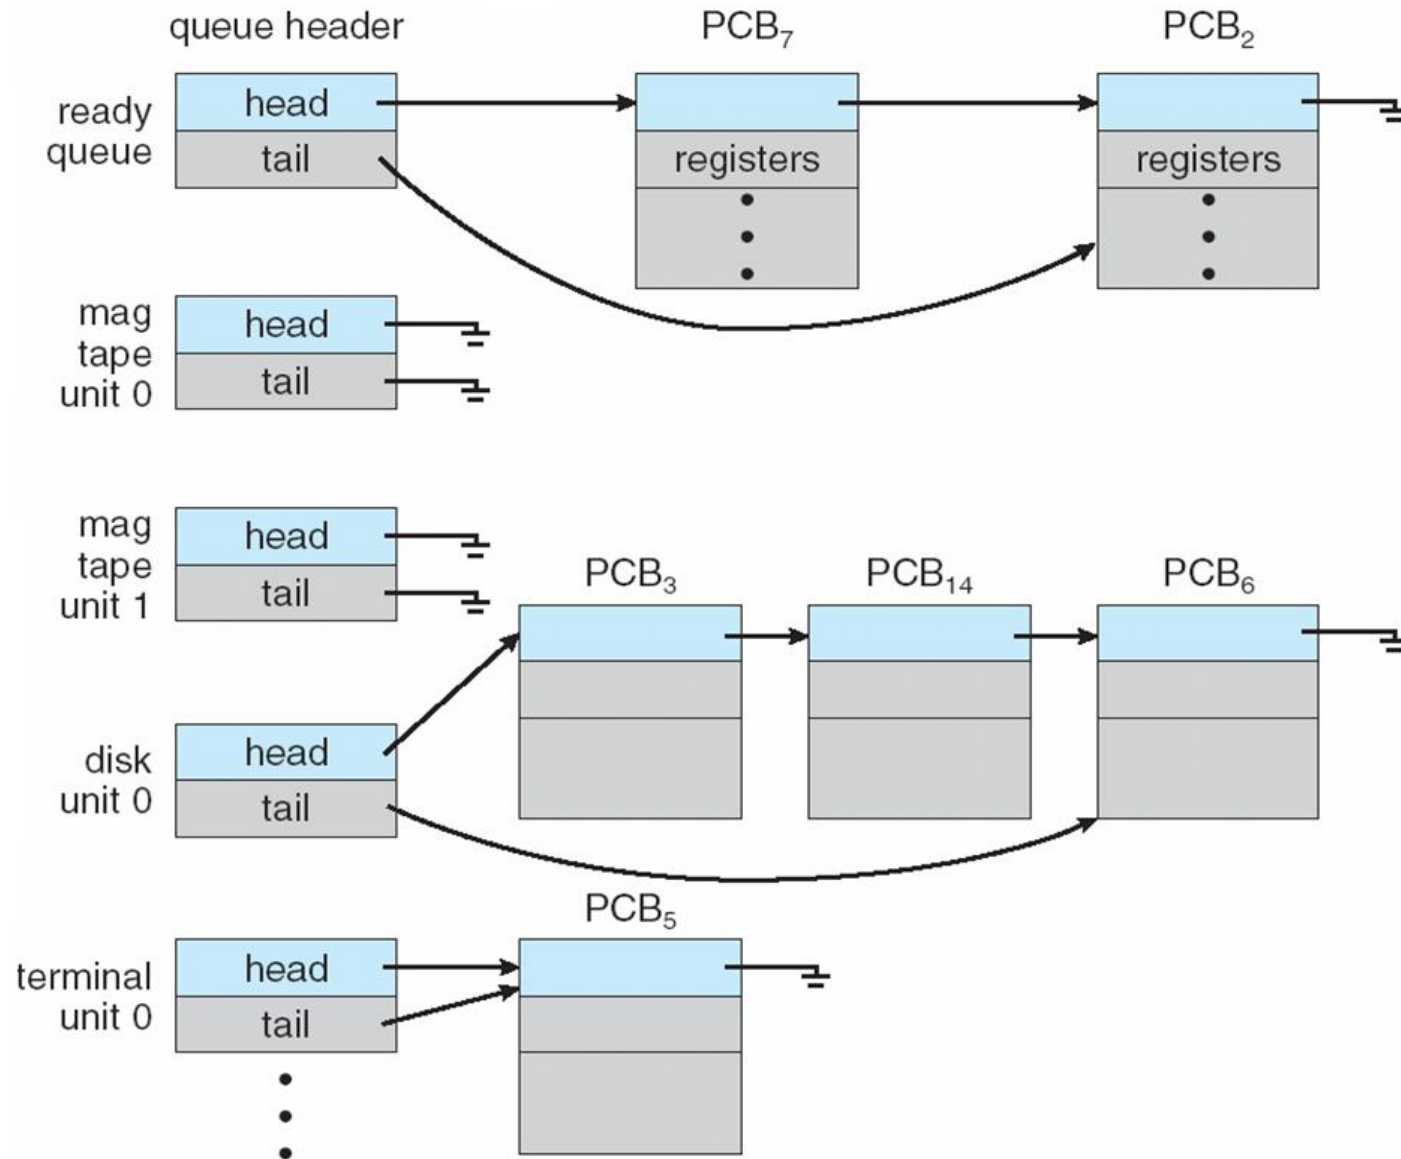 queue header
PCB₇
PCB₂
ready
queue
head
tail
registers
registers
mag
tape
unit 0
head
tail
mag
tape
unit 1
head
tail
PCB₃
PCB₁₄
PCB₆
disk
unit 0
head
tail
PCB₅
terminal
unit 0
head
tail